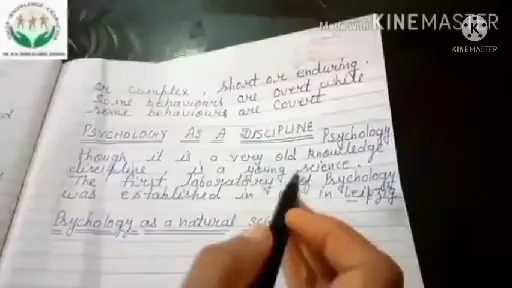 Made with KINEMASTER
KINEMASTER
or complex, short or enduring.
Some behaviours are overt while
some behaviours are covert
PSYCHOLOGY AS A DISCIPLINE Psychology
though it is a very old knowledge
discipline is a young science.
The first laboratory of Psychology
was established in in Leipzig
Psychology as a natural